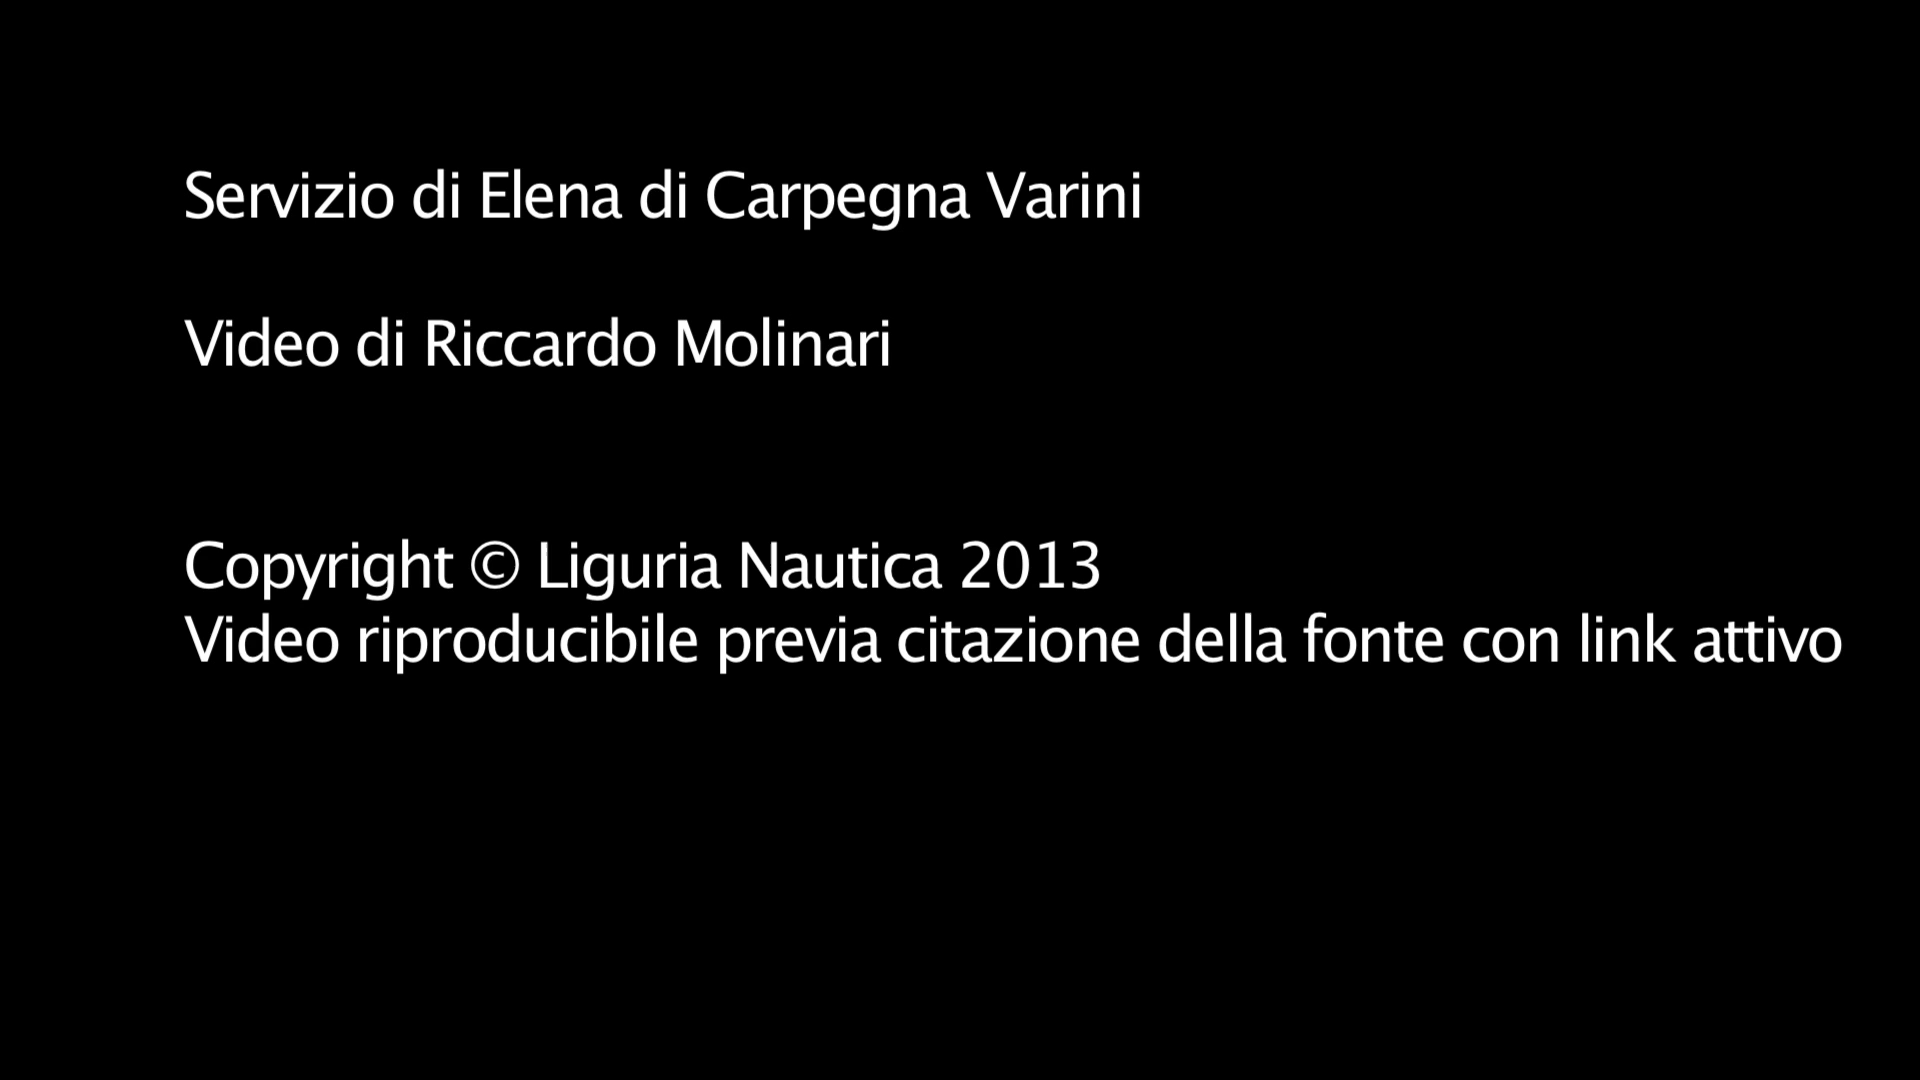 Servizio di Elena di Carpegna Varini
Video di Riccardo Molinari
Copyright © Liguria Nautica 2013
Video riproducibile previa citazione della fonte con link attivo